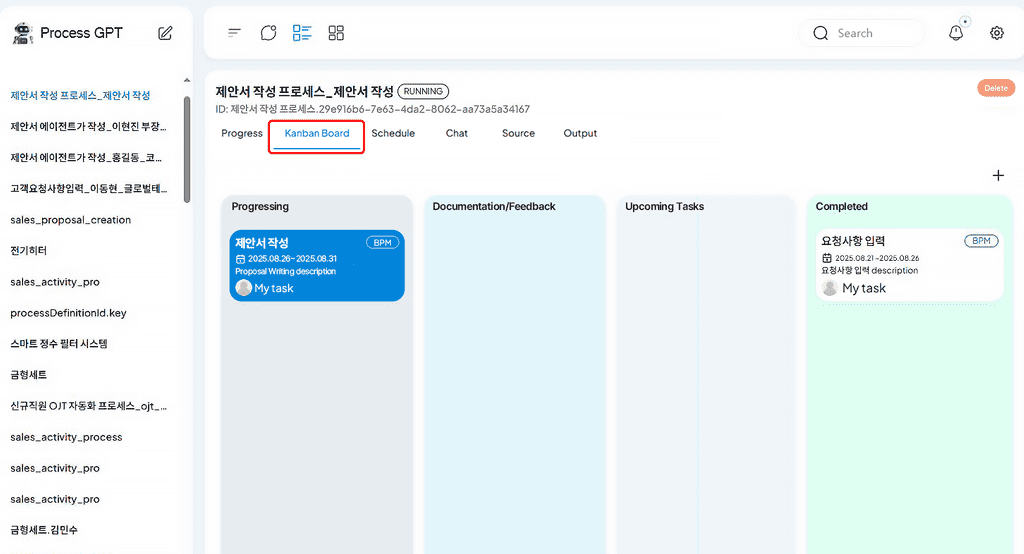 Process GPT
Search
제안서 작성 프로세스_제안서 작성
제안서 에이전트가 작성_이현진 부장...
제안서 에이전트가 작성_홍길동_코...
고객요청사항입력_이동현_글로벌테...
sales_proposal_creation
전기히터
sales_activity_pro
processDefinitionId.key
스마트 정수 필터 시스템
금형세트
신규직원 OJT 자동화 프로세스_ojt_...
sales_activity_process
sales_activity_pro
sales_activity_pro
금형세트.김민수
제안서 작성 프로세스_제안서 작성 RUNNING
Delete
ID: 제안서 작성 프로세스.29e916b6-7e63-4da2-8062-aa73a5a34167
Progress Kanban Board Schedule Chat Source Output
Progressing
제안서 작성 BPM
2025.08.26~2025.08.31
Proposal Writing description
My task
Documentation/Feedback
Upcoming Tasks
Completed
요청사항 입력 BPM
2025.08.21~2025.08.26
요청사항 입력 description
My task